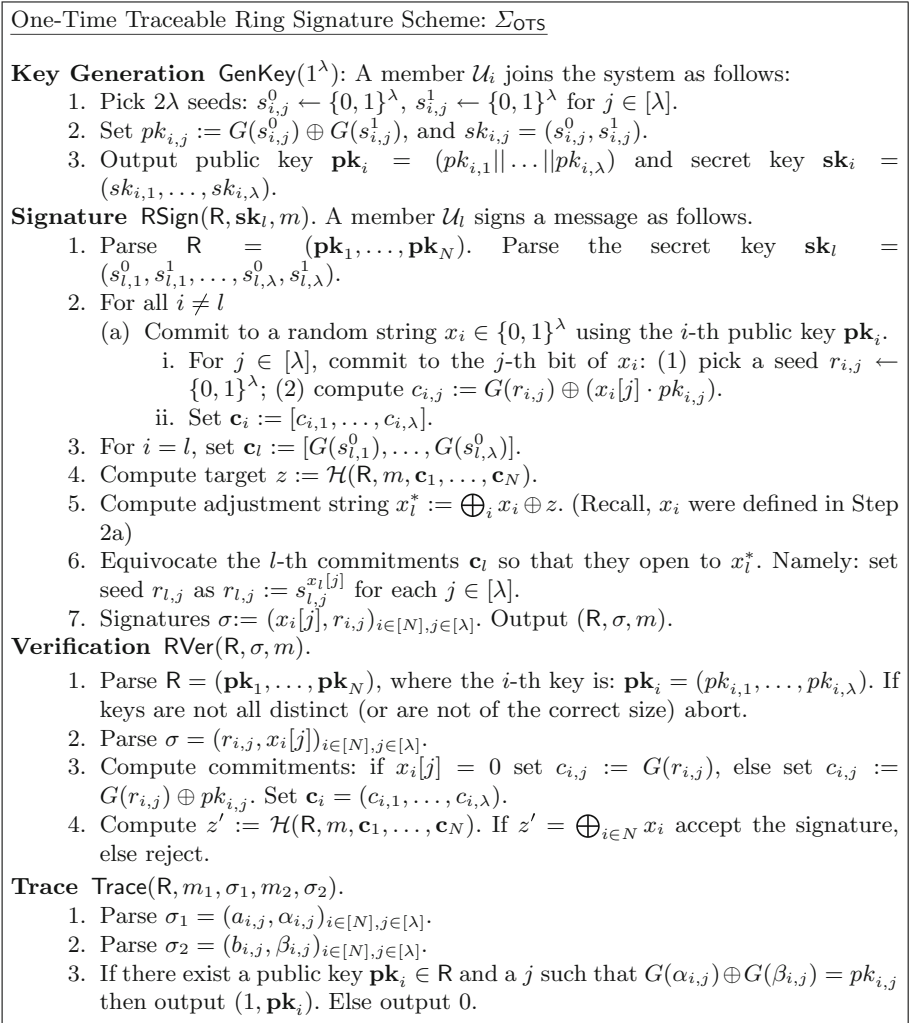 One-Time Traceable Ring Signature Scheme: Σ_OTS
Key Generation GenKey(1^λ): A member 𝒰_i joins the system as follows:
1. Pick 2λ seeds: s^0_{i,j} ← {0, 1}^λ, s^1_{i,j} ← {0, 1}^λ for j ∈ [λ].
2. Set pk_{i,j} := G(s^0_{i,j}) ⊕ G(s^1_{i,j}), and sk_{i,j} = (s^0_{i,j}, s^1_{i,j}).
3. Output public key pk_i = (pk_{i,1}|| . . . ||pk_{i,λ}) and secret key sk_i =
(sk_{i,1}, . . . , sk_{i,λ}).
Signature RSign(R, sk_l, m). A member 𝒰_l signs a message as follows.
1. Parse R = (pk_1, . . . , pk_N). Parse the secret key sk_l =
(s^0_{l,1}, s^1_{l,1}, . . . , s^0_{l,λ}, s^1_{l,λ}).
2. For all i ≠ l
(a) Commit to a random string x_i ∈ {0, 1}^λ using the i-th public key pk_i.
i. For j ∈ [λ], commit to the j-th bit of x_i: (1) pick a seed r_{i,j} ←
{0, 1}^λ; (2) compute c_{i,j} := G(r_{i,j}) ⊕ (x_i[j] · pk_{i,j}).
ii. Set c_i := [c_{i,1}, . . . , c_{i,λ}].
3. For i = l, set c_l := [G(s^0_{l,1}), . . . , G(s^0_{l,λ})].
4. Compute target z := ℋ(R, m, c_1, . . . , c_N).
5. Compute adjustment string x^*_l := ⊕_i x_i ⊕ z. (Recall, x_i were defined in Step
2a)
6. Equivocate the l-th commitments c_l so that they open to x^*_l. Namely: set
seed r_{l,j} as r_{l,j} := s^{x_l[j]}_{l,j} for each j ∈ [λ].
7. Signatures σ:= (x_i[j], r_{i,j})_{i∈[N],j∈[λ]}. Output (R, σ, m).
Verification RVer(R, σ, m).
1. Parse R = (pk_1, . . . , pk_N), where the i-th key is: pk_i = (pk_{i,1}, . . . , pk_{i,λ}). If
keys are not all distinct (or are not of the correct size) abort.
2. Parse σ = (r_{i,j}, x_i[j])_{i∈[N],j∈[λ]}.
3. Compute commitments: if x_i[j] = 0 set c_{i,j} := G(r_{i,j}), else set c_{i,j} :=
G(r_{i,j}) ⊕ pk_{i,j}. Set c_i = (c_{i,1}, . . . , c_{i,λ}).
4. Compute z′ := ℋ(R, m, c_1, . . . , c_N). If z′ = ⊕_{i∈N} x_i accept the signature,
else reject.
Trace Trace(R, m_1, σ_1, m_2, σ_2).
1. Parse σ_1 = (a_{i,j}, α_{i,j})_{i∈[N],j∈[λ]}.
2. Parse σ_2 = (b_{i,j}, β_{i,j})_{i∈[N],j∈[λ]}.
3. If there exist a public key pk_i ∈ R and a j such that G(α_{i,j})⊕G(β_{i,j}) = pk_{i,j}
then output (1, pk_i). Else output 0.